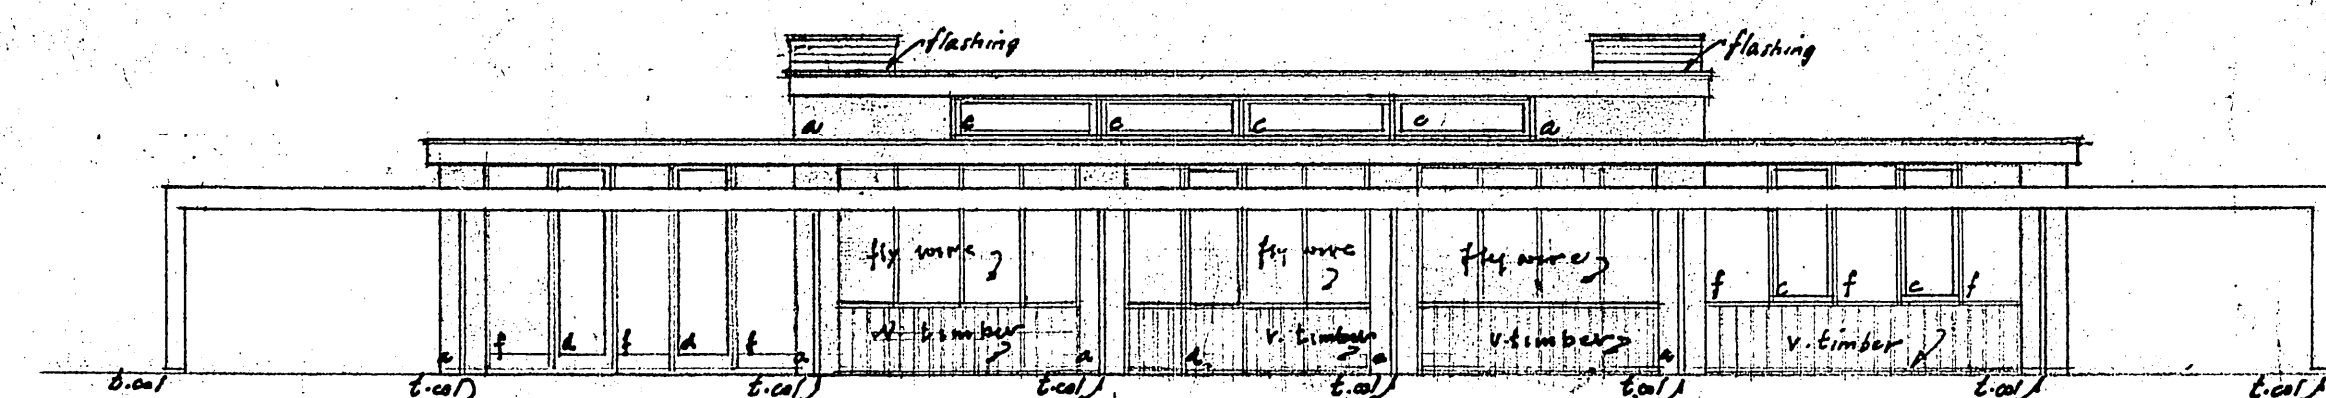 flashing flashing
a c c c c a
fly wire fly wire fly wire
f c f c f
v. timber v. timber v. timber v. timber
a f d f d f a a d a a
t.col t.col t.col t.col t.col t.col t.col t.col